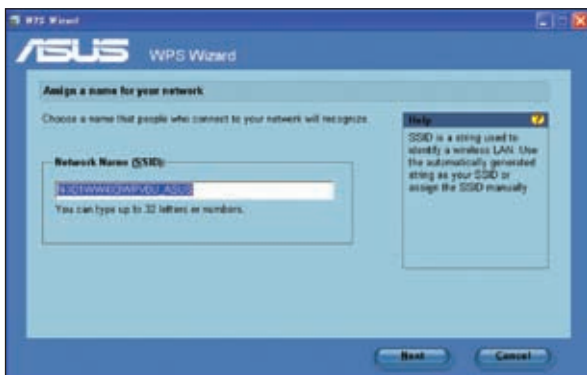 WPS Wizard
ASUS WPS Wizard
Assign a name for your network
Choose a name that people who connect to your network will recognize.
Network Name (SSID):
You can type up to 32 letters or numbers.
Help
SSID is a string used to
identify a wireless LAN. Use
the automatically generated
string as your SSID or
assign the SSID manually
Next
Cancel